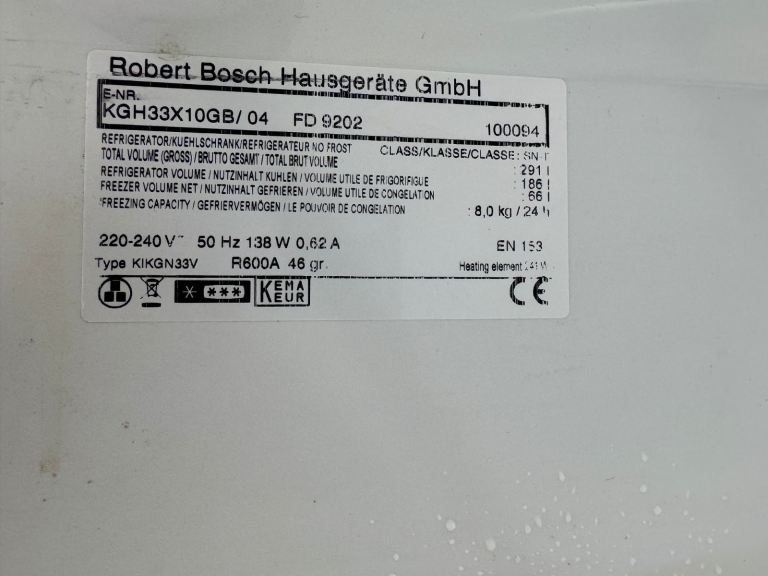 Robert Bosch Hausgeräte GmbH
E-NR.
KGH33X10GB/ 04 FD 9202 100094
REFRIGERATOR/KUEHLSCHRANK/REFRIGERATEUR NO FROST CLASS/KLASSE/CLASSE : SN-T
TOTAL VOLUME (GROSS) / BRUTTO GESAMT / TOTAL BRUT VOLUME : 291 l
REFRIGERATOR VOLUME / NUTZINHALT KUHLEN / VOLUME UTILE DE FRIGORIFIGUE : 186 l
FREEZER VOLUME NET / NUTZINHALT GEFRIEREN / VOLUME UTILE DE CONGELATION : 66 l
*FREEZING CAPACITY / GEFRIERVERMÖGEN / LE POUVOIR DE CONGELATION : 8,0 kg / 24 h
220-240 V~ 50 Hz 138 W 0,62 A EN 153
Type KIKGN33V R600A 46 gr. Heating element
KEMA
EUR
CE